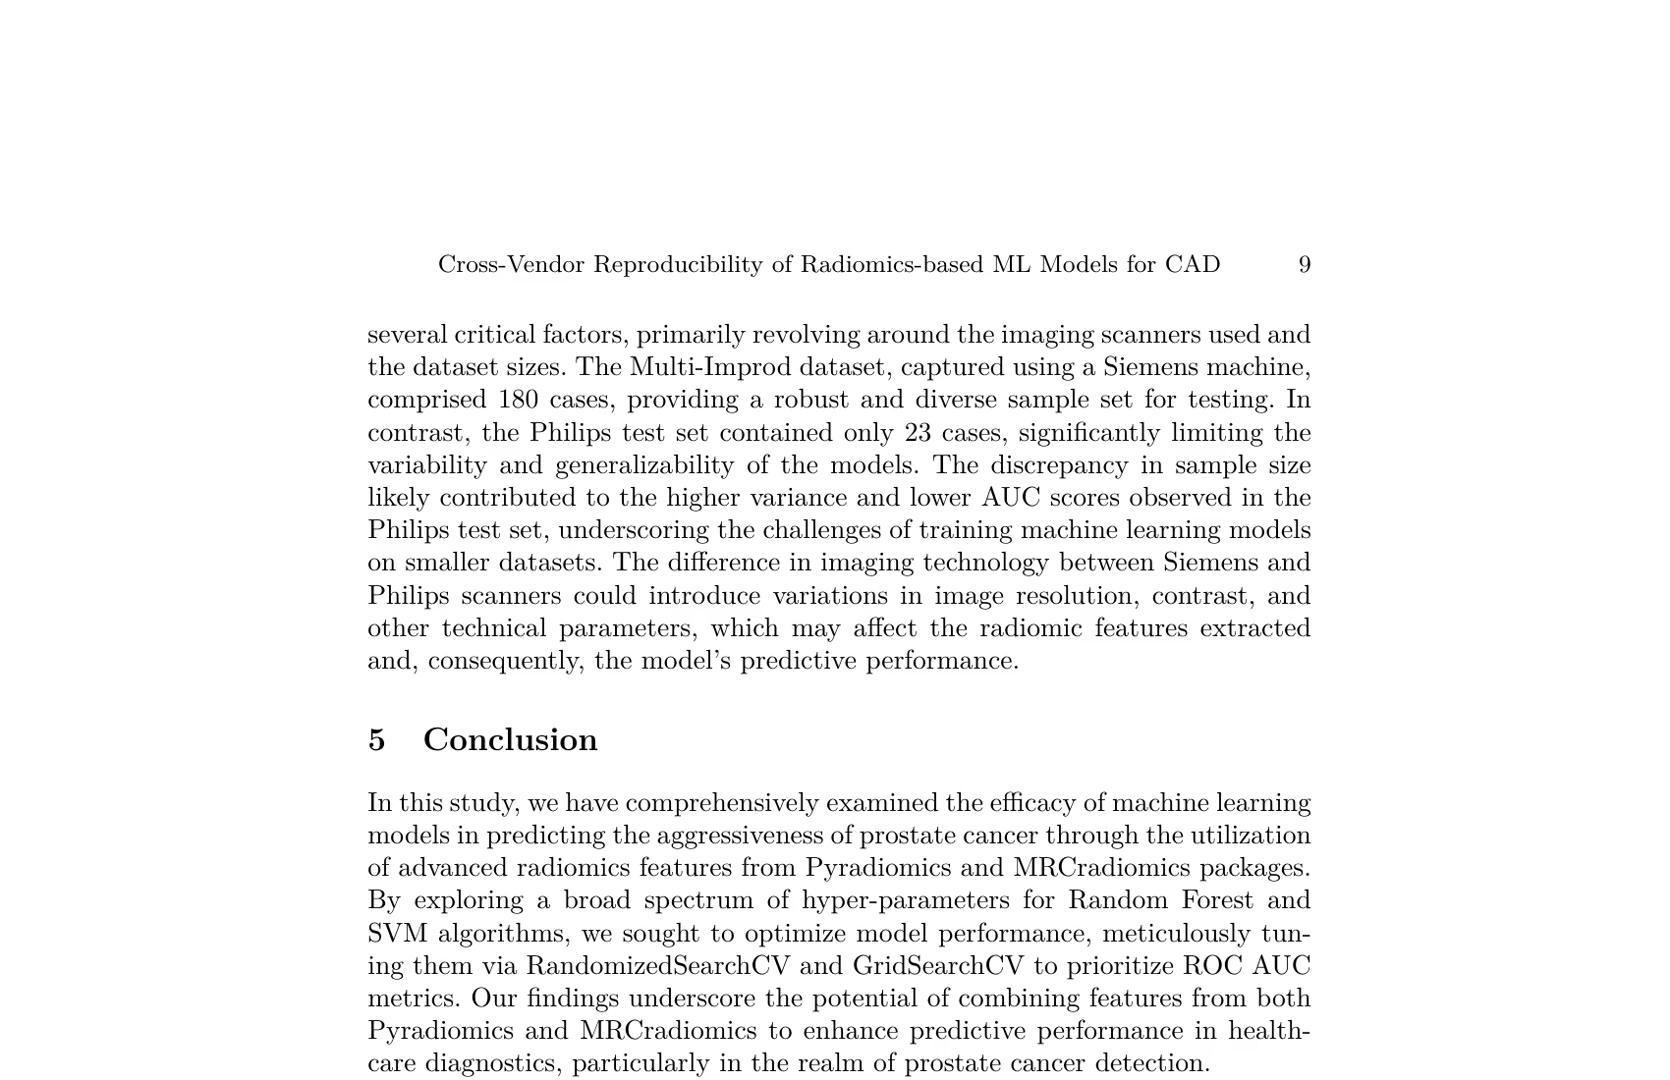 Cross-Vendor Reproducibility of Radiomics-based ML Models for CAD 9
several critical factors, primarily revolving around the imaging scanners used and
the dataset sizes. The Multi-Improd dataset, captured using a Siemens machine,
comprised 180 cases, providing a robust and diverse sample set for testing. In
contrast, the Philips test set contained only 23 cases, significantly limiting the
variability and generalizability of the models. The discrepancy in sample size
likely contributed to the higher variance and lower AUC scores observed in the
Philips test set, underscoring the challenges of training machine learning models
on smaller datasets. The difference in imaging technology between Siemens and
Philips scanners could introduce variations in image resolution, contrast, and
other technical parameters, which may affect the radiomic features extracted
and, consequently, the model's predictive performance.
5 Conclusion
In this study, we have comprehensively examined the efficacy of machine learning
models in predicting the aggressiveness of prostate cancer through the utilization
of advanced radiomics features from Pyradiomics and MRCradiomics packages.
By exploring a broad spectrum of hyper-parameters for Random Forest and
SVM algorithms, we sought to optimize model performance, meticulously tun-
ing them via RandomizedSearchCV and GridSearchCV to prioritize ROC AUC
metrics. Our findings underscore the potential of combining features from both
Pyradiomics and MRCradiomics to enhance predictive performance in health-
care diagnostics, particularly in the realm of prostate cancer detection.